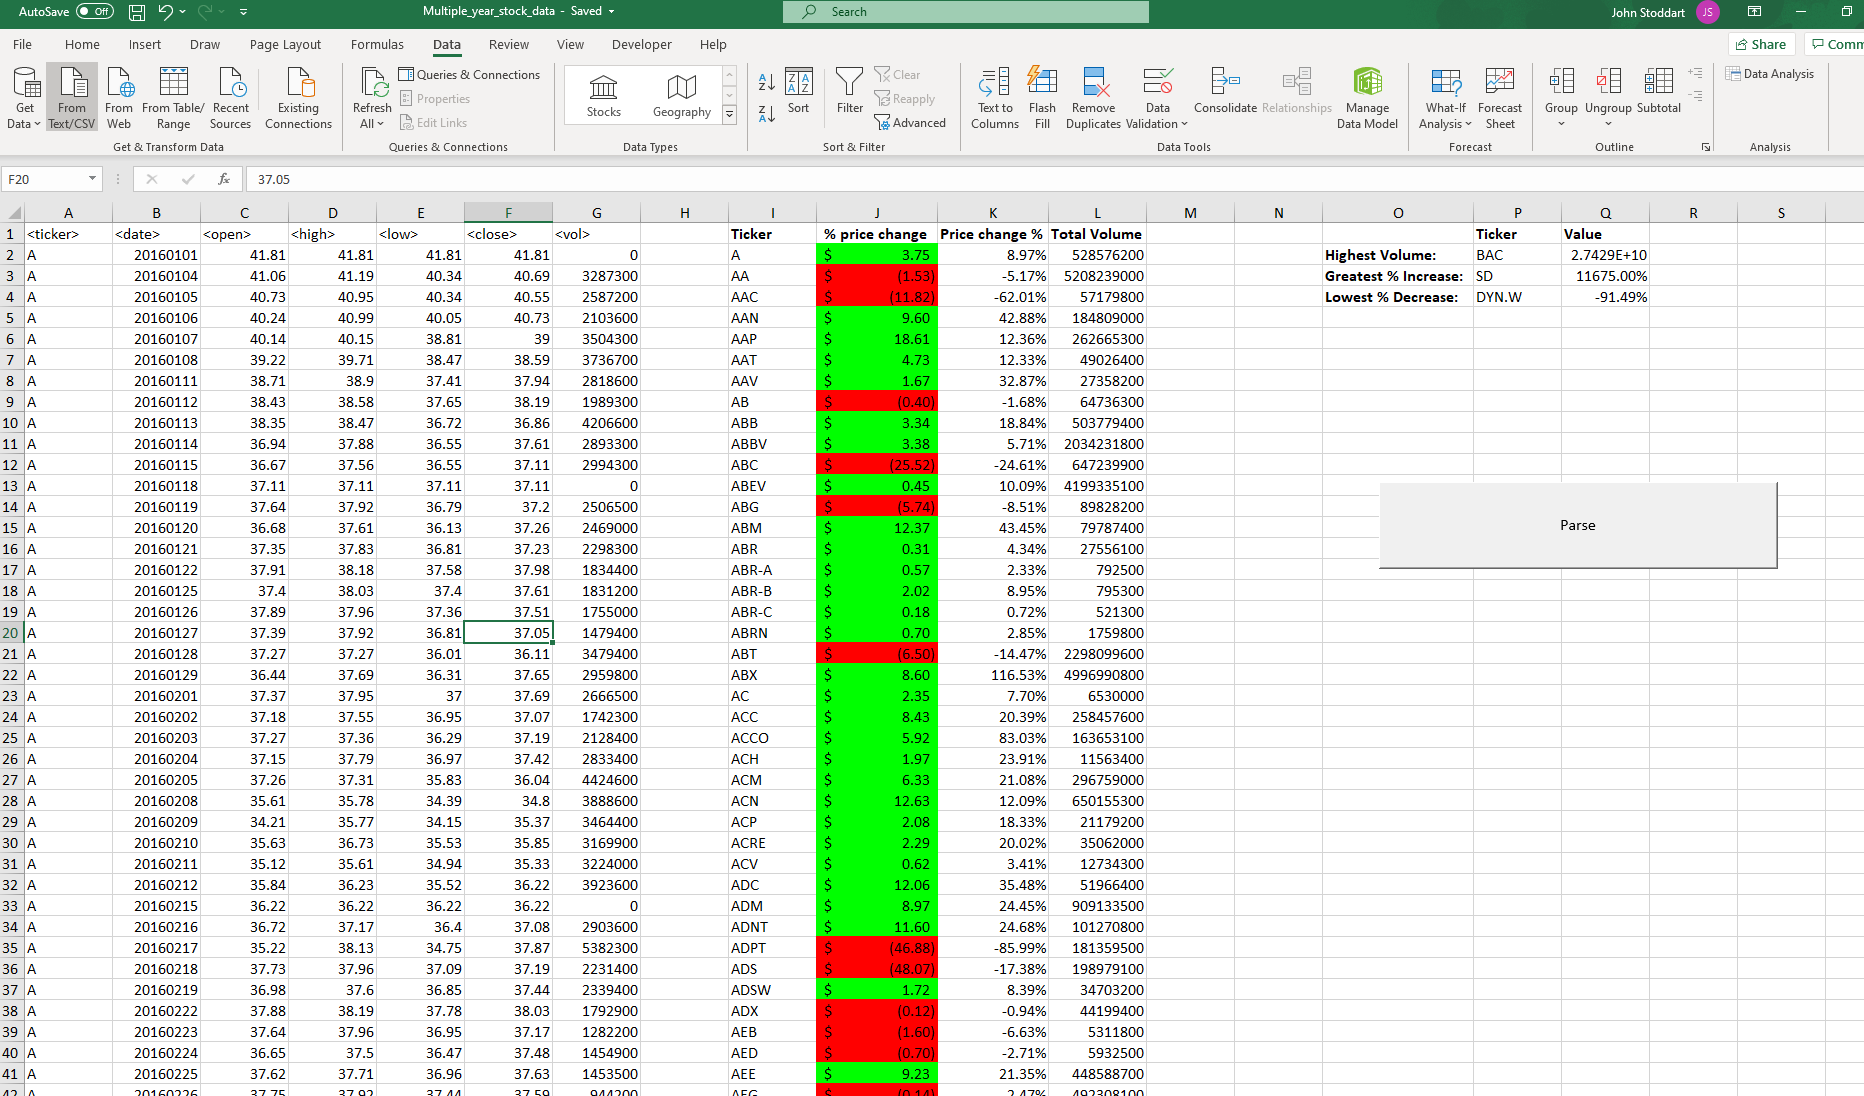 AutoSave Off Multiple_year_stock_data - Saved Search John Stoddart JS
File Home Insert Draw Page Layout Formulas Data Review View Developer Help Share Comm
Get Data From Text/CSV From Web From Table/ Range Recent Sources Existing Connections
Refresh All Queries & Connections Properties Edit Links
Stocks Geography
Sort Filter Clear Reapply Advanced
Text to Columns Flash Fill Remove Duplicates Data Validation Consolidate Relationships Manage Data Model
What-If Analysis Forecast Sheet Group Ungroup Subtotal Data Analysis
Get & Transform Data Queries & Connections Data Types Sort & Filter Data Tools Forecast Outline Analysis
F20 fx 37.05
A B C D E F G H I J K L M N O P Q R S
1 <ticker> <date> <open> <high> <low> <close> <vol> Ticker % price change Price change % Total Volume Ticker Value
2 A 20160101 41.81 41.81 41.81 41.81 0 A $ 3.75 8.97% 528576200 Highest Volume: BAC 2.7429E+10
3 A 20160104 41.06 41.19 40.34 40.69 3287300 AA $ (1.53) -5.17% 5208239000 Greatest % Increase: SD 11675.00%
4 A 20160105 40.73 40.95 40.34 40.55 2587200 AAC $ (11.82) -62.01% 57179800 Lowest % Decrease: DYN.W -91.49%
5 A 20160106 40.24 40.99 40.05 40.73 2103600 AAN $ 9.60 42.88% 184809000
6 A 20160107 40.14 40.15 38.81 39 3504300 AAP $ 18.61 12.36% 262665300
7 A 20160108 39.22 39.71 38.47 38.59 3736700 AAT $ 4.73 12.33% 49026400
8 A 20160111 38.71 38.9 37.41 37.94 2818600 AAV $ 1.67 32.87% 27358200
9 A 20160112 38.43 38.58 37.65 38.19 1989300 AB $ (0.40) -1.68% 64736300
10 A 20160113 38.35 38.47 36.72 36.86 4206600 ABB $ 3.34 18.84% 503779400
11 A 20160114 36.94 37.88 36.55 37.61 2893300 ABBV $ 3.38 5.71% 2034231800
12 A 20160115 36.67 37.56 36.55 37.11 2994300 ABC $ (25.52) -24.61% 647239900
13 A 20160118 37.11 37.11 37.11 37.11 0 ABEV $ 0.45 10.09% 4199335100
14 A 20160119 37.64 37.92 36.79 37.2 2506500 ABG $ (5.74) -8.51% 89828200
15 A 20160120 36.68 37.61 36.13 37.26 2469000 ABM $ 12.37 43.45% 79787400 Parse
16 A 20160121 37.35 37.83 36.81 37.23 2298300 ABR $ 0.31 4.34% 27556100
17 A 20160122 37.91 38.18 37.58 37.98 1834400 ABR-A $ 0.57 2.33% 792500
18 A 20160125 37.4 38.03 37.4 37.61 1831200 ABR-B $ 2.02 8.95% 795300
19 A 20160126 37.89 37.96 37.36 37.51 1755000 ABR-C $ 0.18 0.72% 521300
20 A 20160127 37.39 37.92 36.81 37.05 1479400 ABRN $ 0.70 2.85% 1759800
21 A 20160128 37.27 37.27 36.01 36.11 3479400 ABT $ (6.50) -14.47% 2298099600
22 A 20160129 36.44 37.69 36.31 37.65 2959800 ABX $ 8.60 116.53% 4996990800
23 A 20160201 37.37 37.95 37 37.69 2666500 AC $ 2.35 7.70% 6530000
24 A 20160202 37.18 37.55 36.95 37.07 1742300 ACC $ 8.43 20.39% 258457600
25 A 20160203 37.27 37.36 36.29 37.19 2128400 ACCO $ 5.92 83.03% 163653100
26 A 20160204 37.15 37.79 36.97 37.42 2833400 ACH $ 1.97 23.91% 11563400
27 A 20160205 37.26 37.31 35.83 36.04 4424600 ACM $ 6.33 21.08% 296759000
28 A 20160208 35.61 35.78 34.39 34.8 3888600 ACN $ 12.63 12.09% 650155300
29 A 20160209 34.21 35.77 34.15 35.37 3464400 ACP $ 2.08 18.33% 21179200
30 A 20160210 35.63 36.73 35.53 35.85 3169900 ACRE $ 2.29 20.02% 35062000
31 A 20160211 35.12 35.61 34.94 35.33 3224000 ACV $ 0.62 3.41% 12734300
32 A 20160212 35.84 36.23 35.52 36.22 3923600 ADC $ 12.06 35.48% 51966400
33 A 20160215 36.22 36.22 36.22 36.22 0 ADM $ 8.97 24.45% 909133500
34 A 20160216 36.72 37.17 36.4 37.08 2903600 ADNT $ 11.60 24.68% 101270800
35 A 20160217 35.22 38.13 34.75 37.87 5382300 ADPT $ (46.88) -85.99% 181359500
36 A 20160218 37.73 37.96 37.09 37.19 2231400 ADS $ (48.07) -17.38% 198979100
37 A 20160219 36.98 37.6 36.85 37.44 2339400 ADSW $ 1.72 8.39% 34703200
38 A 20160222 37.88 38.19 37.78 38.03 1792900 ADX $ (0.12) -0.94% 44199400
39 A 20160223 37.64 37.96 36.95 37.17 1282200 AEB $ (1.60) -6.63% 5311800
40 A 20160224 36.65 37.5 36.47 37.48 1454900 AED $ (0.70) -2.71% 5932500
41 A 20160225 37.62 37.71 36.96 37.63 1453500 AEE $ 9.23 21.35% 448588700
42 A 20160226 37.75 37.92 37.44 37.59 944200 AEG $ (0.14) 492308100